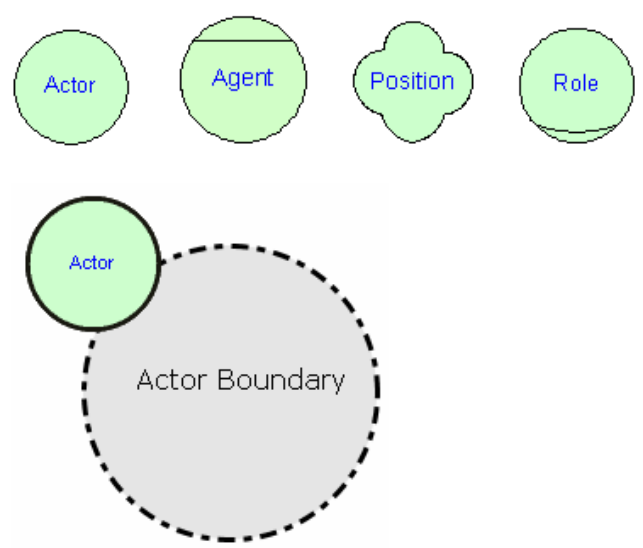 Actor
Agent
Position
Role
Actor
Actor Boundary